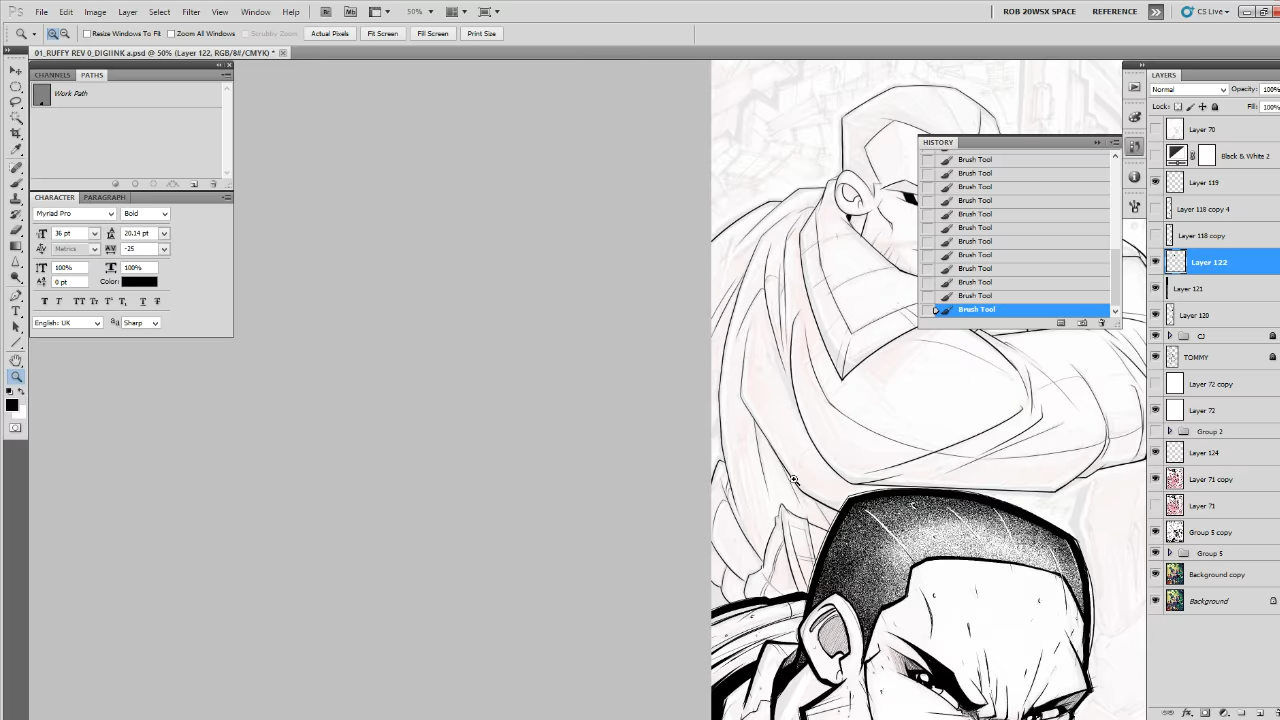 Ps File Edit Image Layer Select Filter View Window Help Br Mb 50% ROB 20WSX SPACE REFERENCE CS Live
Resize Windows To Fit Zoom All Windows Scrubby Zoom Actual Pixels Fit Screen Fill Screen Print Size
01_RUFFY REV 0_DIGIINK a.psd @ 50% (Layer 122, RGB/8#/CMYK) *
CHANNELS PATHS
Work Path
CHARACTER PARAGRAPH
Myriad Pro Bold
36 pt 20.14 pt
Metrics -25
100% 100%
0 pt Color:
English: UK Sharp
HISTORY
Brush Tool
Brush Tool
Brush Tool
Brush Tool
Brush Tool
Brush Tool
Brush Tool
Brush Tool
Brush Tool
Brush Tool
Brush Tool
Brush Tool
LAYERS
Normal Opacity: 100%
Lock: Fill: 100%
Layer 70
Black & White 2
Layer 119
Layer 118 copy 4
Layer 118 copy
Layer 122
Layer 121
Layer 120
TOMMY
Layer 72 copy
Layer 72
Group 2
Layer 124
Layer 71 copy
Layer 71
Group 5 copy
Group 5
Background copy
Background